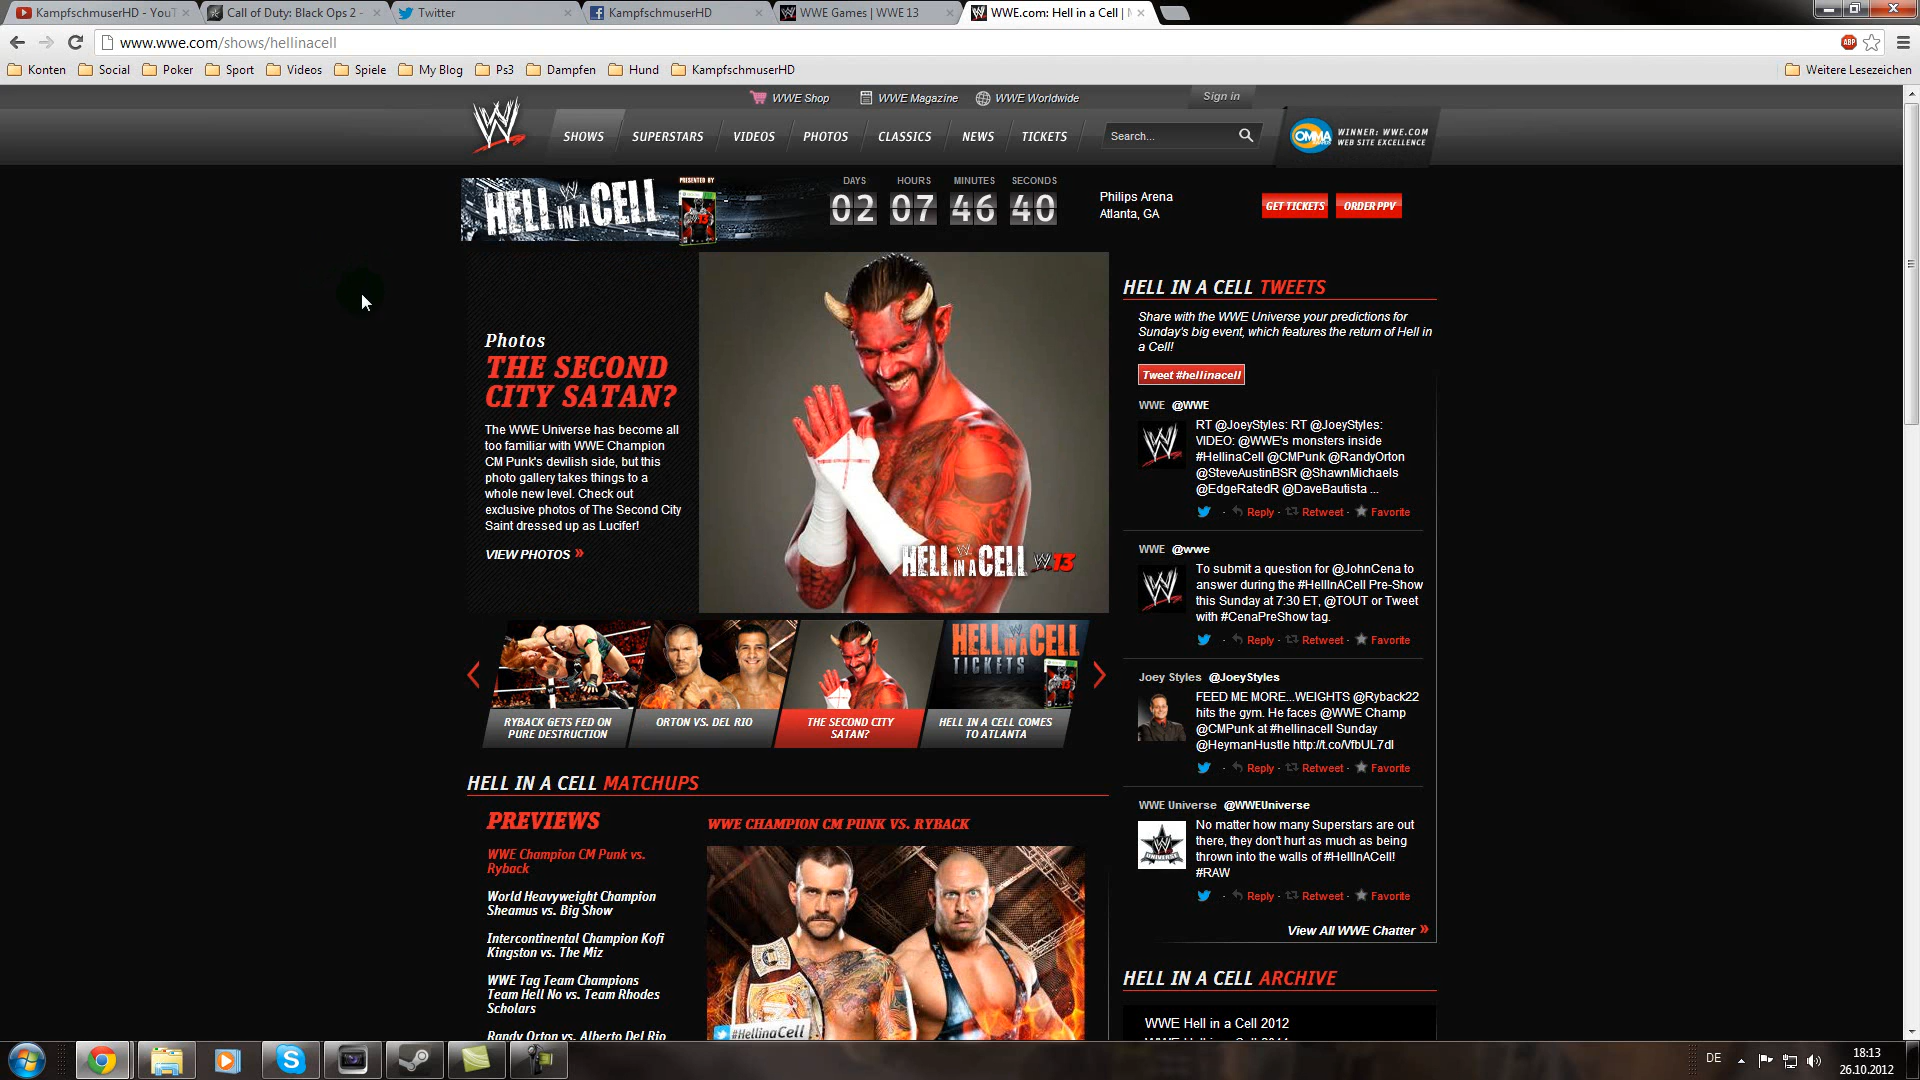 KampfschmuserHD - YouT
Call of Duty: Black Ops 2 -
Twitter
KampfschmuserHD
WWE Games | WWE 13
WWE.com: Hell in a Cell |
www.wwe.com/shows/hellinacell
ABP
Konten
Social
Poker
Sport
Videos
Spiele
My Blog
Ps3
Dampfen
Hund
KampfschmuserHD
Weitere Lesezeichen
WWE Shop
WWE Magazine
WWE Worldwide
Sign in
SHOWS
SUPERSTARS
VIDEOS
PHOTOS
CLASSICS
NEWS
TICKETS
Search...
OMMA
WINNER: WWE.COM
WEB SITE EXCELLENCE
HELL IN A CELL
PRESENTED BY
DAYS HOURS MINUTES SECONDS
02 07 46 40
Philips Arena
Atlanta, GA
GET TICKETS
ORDER PPV
Photos
THE SECOND
CITY SATAN?
The WWE Universe has become all
too familiar with WWE Champion
CM Punk's devilish side, but this
photo gallery takes things to a
whole new level. Check out
exclusive photos of The Second City
Saint dressed up as Lucifer!
VIEW PHOTOS »
HELL IN A CELL W 13
RYBACK GETS FED ON
PURE DESTRUCTION
ORTON VS. DEL RIO
THE SECOND CITY
SATAN?
HELL IN A CELL
TICKETS
HELL IN A CELL COMES
TO ATLANTA
HELL IN A CELL MATCHUPS
PREVIEWS
WWE Champion CM Punk vs.
Ryback
World Heavyweight Champion
Sheamus vs. Big Show
Intercontinental Champion Kofi
Kingston vs. The Miz
WWE Tag Team Champions
Team Hell No vs. Team Rhodes
Scholars
Randy Orton vs. Alberto Del Rio
WWE CHAMPION CM PUNK VS. RYBACK
#HellinaCell
HELL IN A CELL TWEETS
Share with the WWE Universe your predictions for
Sunday's big event, which features the return of Hell in
a Cell!
Tweet #hellinacell
WWE @WWE
RT @JoeyStyles: RT @JoeyStyles:
VIDEO: @WWE's monsters inside
#HellinaCell @CMPunk @RandyOrton
@SteveAustinBSR @ShawnMichaels
@EdgeRatedR @DaveBautista ...
· Reply · Retweet · Favorite
WWE @wwe
To submit a question for @JohnCena to
answer during the #HellInACell Pre-Show
this Sunday at 7:30 ET, @TOUT or Tweet
with #CenaPreShow tag.
· Reply · Retweet · Favorite
Joey Styles @JoeyStyles
FEED ME MORE...WEIGHTS @Ryback22
hits the gym. He faces @WWE Champ
@CMPunk at #hellinacell Sunday
@HeymanHustle http://t.co/VfbUL7dI
· Reply · Retweet · Favorite
WWE Universe @WWEUniverse
No matter how many Superstars are out
there, they don't hurt as much as being
thrown into the walls of #HellInACell!
#RAW
· Reply · Retweet · Favorite
View All WWE Chatter »
HELL IN A CELL ARCHIVE
WWE Hell in a Cell 2012
DE
18:13
26.10.2012